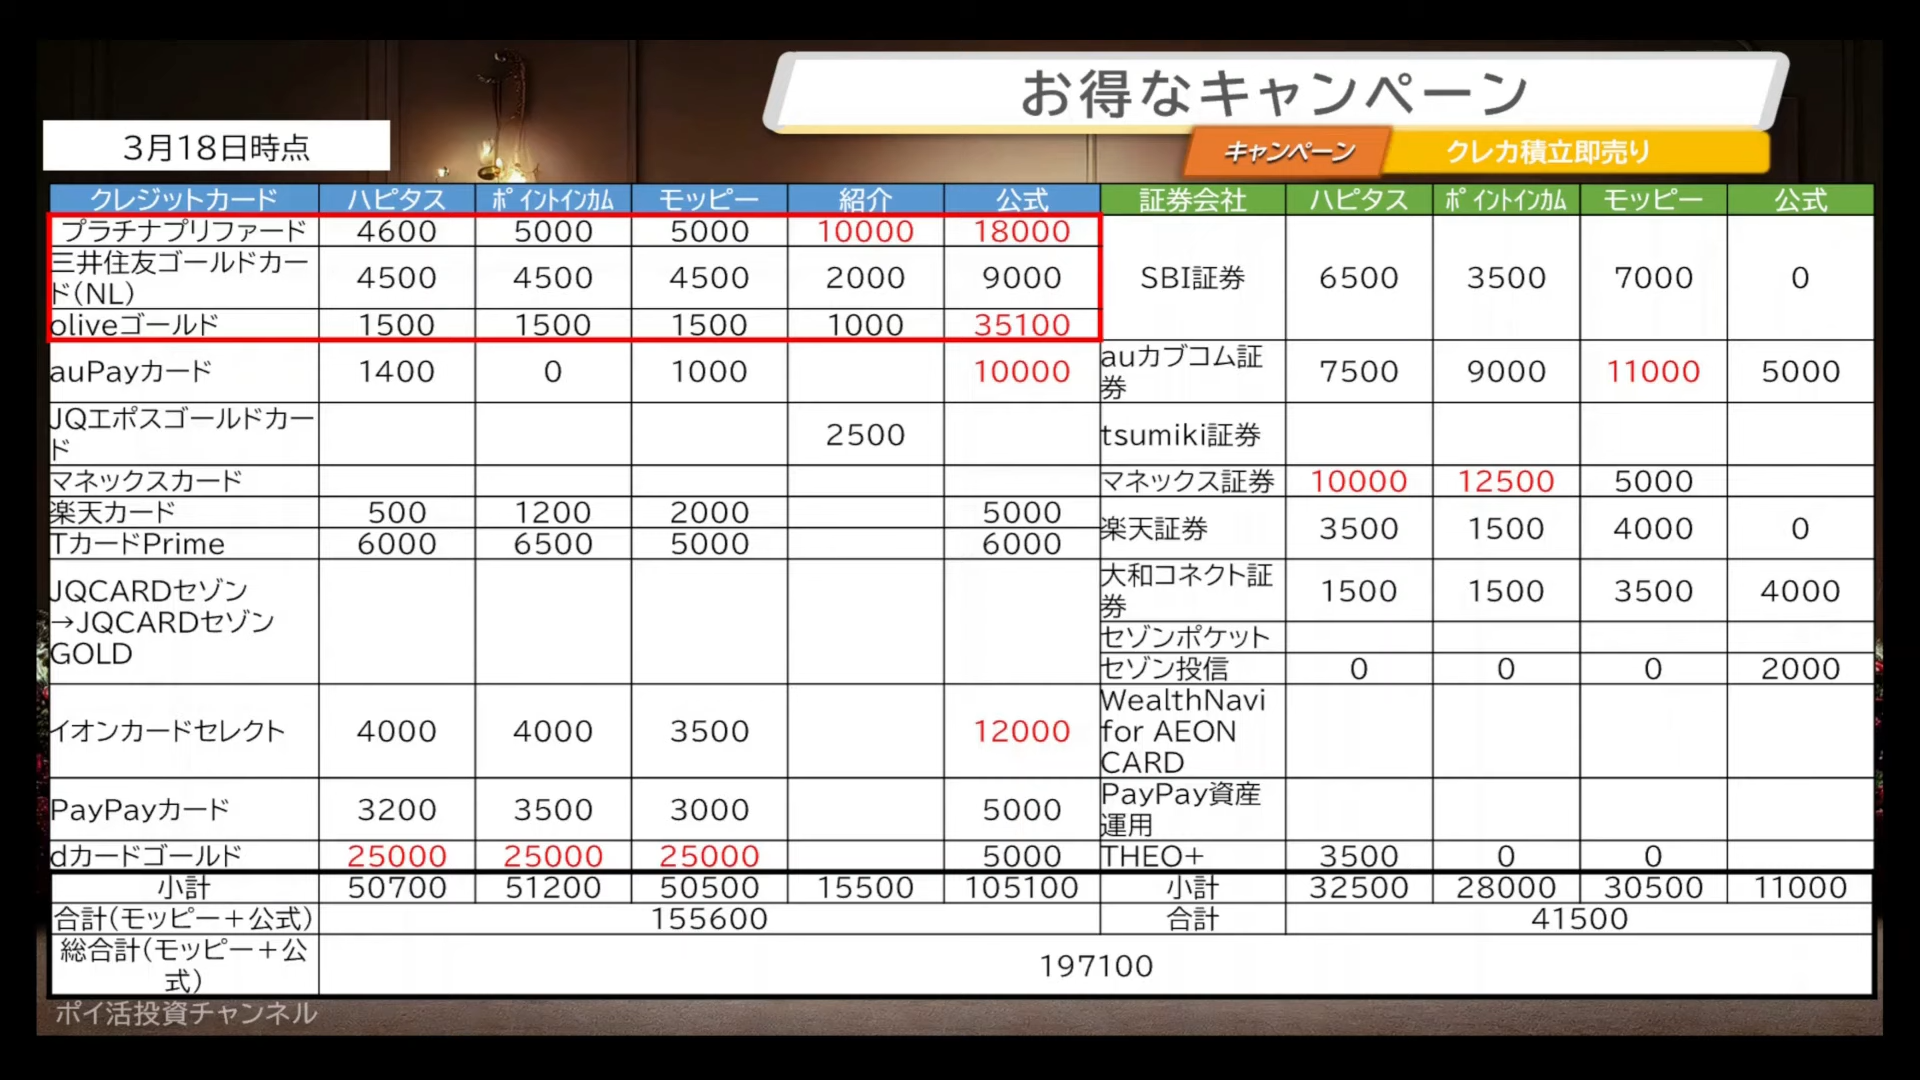 お得なキャンペーン
キャンペーン クレカ積立即売り
3月18日時点
クレジットカード ハピタス ﾎﾟｲﾝﾄｲﾝｶﾑ モッピー 紹介 公式 証券会社 ハピタス ﾎﾟｲﾝﾄｲﾝｶﾑ モッピー 公式
プラチナプリファード 4600 5000 5000 10000 18000
三井住友ゴールドカー
ド(NL) 4500 4500 4500 2000 9000 SBI証券 6500 3500 7000 0
oliveゴールド 1500 1500 1500 1000 35100
auPayカード 1400 0 1000 10000 auカブコム証
券 7500 9000 11000 5000
JQエポスゴールドカー
ド 2500 tsumiki証券
マネックスカード マネックス証券 10000 12500 5000
楽天カード 500 1200 2000 5000 楽天証券 3500 1500 4000 0
TカードPrime 6000 6500 5000 6000
JQCARDセゾン
→JQCARDセゾン
GOLD
大和コネクト証
券 1500 1500 3500 4000
セゾンポケット
セゾン投信 0 0 0 2000
イオンカードセレクト 4000 4000 3500 12000 WealthNavi
for AEON
CARD
PayPayカード 3200 3500 3000 5000 PayPay資産
運用
dカードゴールド 25000 25000 25000 5000 THEO+ 3500 0 0
小計 50700 51200 50500 15500 105100 小計 32500 28000 30500 11000
合計(モッピー＋公式) 155600 合計 41500
総合計(モッピー＋公
式) 197100
ポイ活投資チャンネル